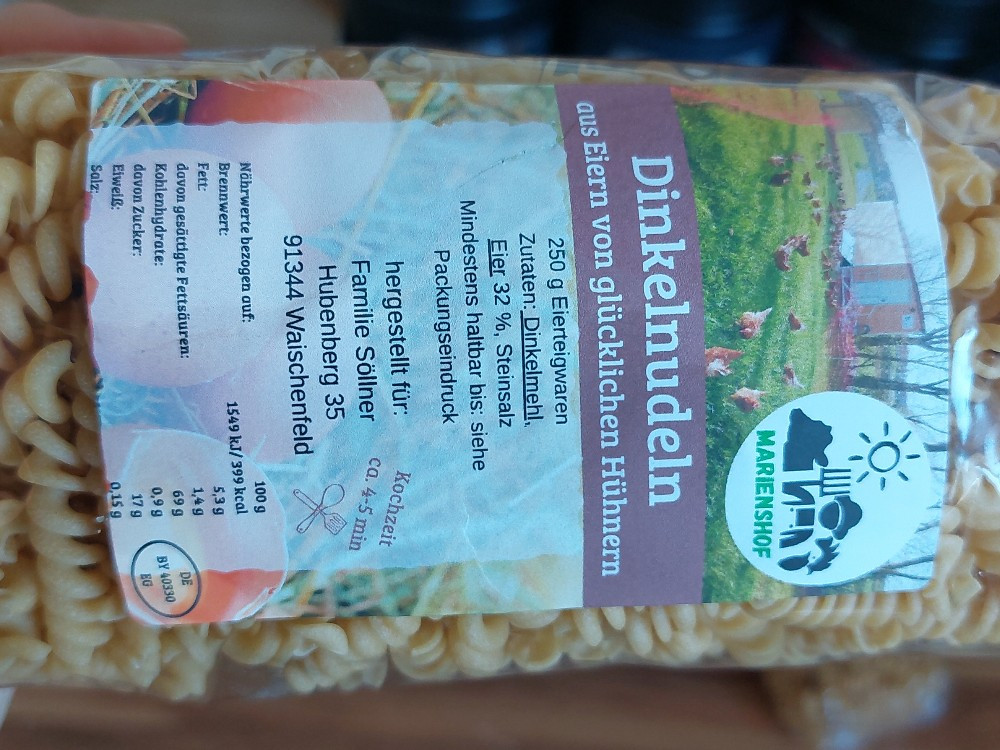 MARIENSHOF
Dinkelnudeln
aus Eiern von glücklichen Hühnern
250 g Eierteigwaren
Zutaten: Dinkelmehl,
Eier 32 %, Steinsalz
Mindestens haltbar bis: siehe
Packungseindruck
hergestellt für:
Familie Söllner
Hubenberg 35
91344 Waischenfeld
Kochzeit
ca. 4-5 min
Nährwerte bezogen auf: 100 g
Brennwert: 1549 kJ/ 399 kcal
Fett: 5,3 g
davon gesättigte Fettsäuren: 1,4 g
Kohlenhydrate: 69 g
davon Zucker: 0,9 g
Eiweiß: 17 g
Salz: 0,15 g
DE
BY 40330
EG